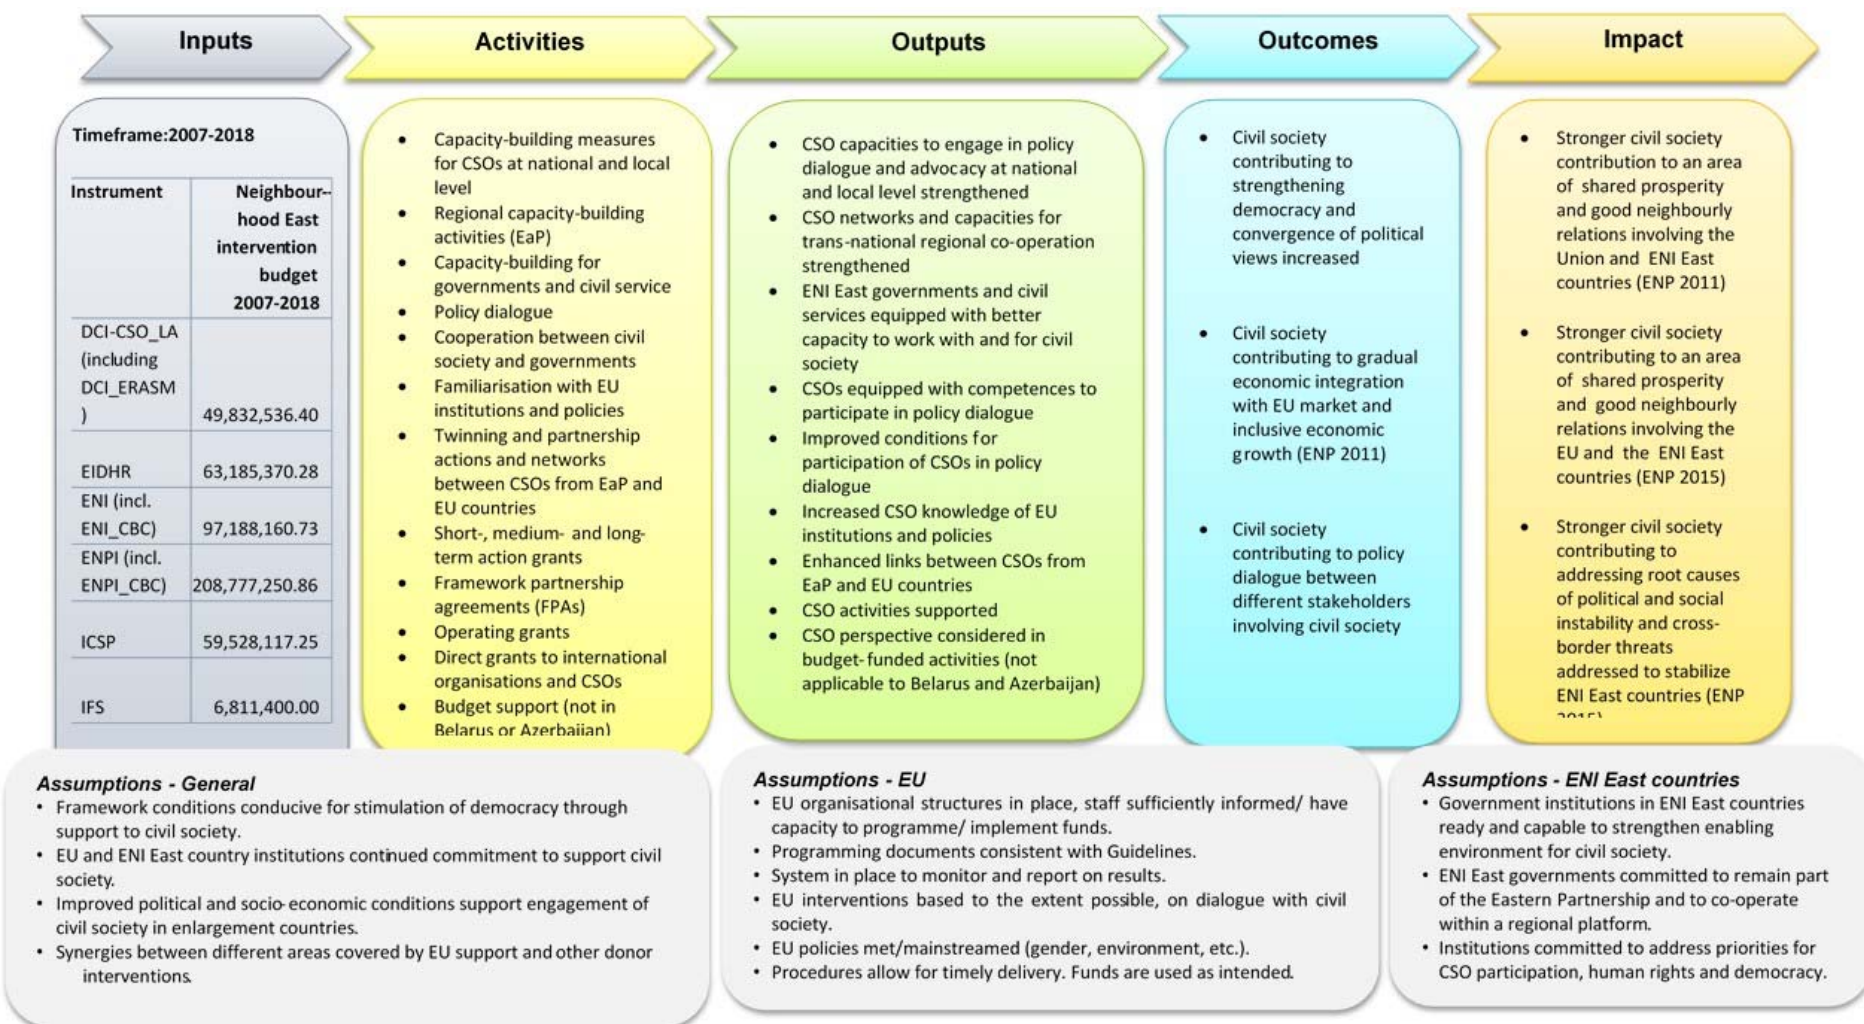 Inputs
Activities
Outputs
Outcomes
Impact
Timeframe:2007-2018
Instrument
Neighbour--
hood East
intervention
budget
2007-2018
DCI-CSO_LA
(including
DCI_ERASM
)
49,832,536.40
EIDHR
63,185,370.28
ENI (incl.
ENI_CBC)
97,188,160.73
ENPI (incl.
ENPI_CBC)
208,777,250.86
ICSP
59,528,117.25
IFS
6,811,400.00
• Capacity-building measures
for CSOs at national and local
level
• Regional capacity-building
activities (EaP)
• Capacity-building for
governments and civil service
• Policy dialogue
• Cooperation between civil
society and governments
• Familiarisation with EU
institutions and policies
• Twinning and partnership
actions and networks
between CSOs from EaP and
EU countries
• Short-, medium- and long-
term action grants
• Framework partnership
agreements (FPAs)
• Operating grants
• Direct grants to international
organisations and CSOs
• Budget support (not in
Belarus or Azerbaijan)
• CSO capacities to engage in policy
dialogue and advocacy at national
and local level strengthened
• CSO networks and capacities for
trans-national regional co-operation
strengthened
• ENI East governments and civil
services equipped with better
capacity to work with and for civil
society
• CSOs equipped with competences to
participate in policy dialogue
• Improved conditions for
participation of CSOs in policy
dialogue
• Increased CSO knowledge of EU
institutions and policies
• Enhanced links between CSOs from
EaP and EU countries
• CSO activities supported
• CSO perspective considered in
budget-funded activities (not
applicable to Belarus and Azerbaijan)
• Civil society
contributing to
strengthening
democracy and
convergence of political
views increased
• Civil society
contributing to gradual
economic integration
with EU market and
inclusive economic
growth (ENP 2011)
• Civil society
contributing to policy
dialogue between
different stakeholders
involving civil society
• Stronger civil society
contribution to an area
of shared prosperity
and good neighbourly
relations involving the
Union and ENI East
countries (ENP 2011)
• Stronger civil society
contributing to an area
of shared prosperity
and good neighbourly
relations involving the
EU and the ENI East
countries (ENP 2015)
• Stronger civil society
contributing to
addressing root causes
of political and social
instability and cross-
border threats
addressed to stabilize
ENI East countries (ENP
2015)
Assumptions - General
• Framework conditions conducive for stimulation of democracy through
support to civil society.
• EU and ENI East country institutions continued commitment to support civil
society.
• Improved political and socio-economic conditions support engagement of
civil society in enlargement countries.
• Synergies between different areas covered by EU support and other donor
interventions.
Assumptions - EU
• EU organisational structures in place, staff sufficiently informed/ have
capacity to programme/ implement funds.
• Programming documents consistent with Guidelines.
• System in place to monitor and report on results.
• EU interventions based to the extent possible, on dialogue with civil
society.
• EU policies met/mainstreamed (gender, environment, etc.).
• Procedures allow for timely delivery. Funds are used as intended.
Assumptions - ENI East countries
• Government institutions in ENI East countries
ready and capable to strengthen enabling
environment for civil society.
• ENI East governments committed to remain part
of the Eastern Partnership and to co-operate
within a regional platform.
• Institutions committed to address priorities for
CSO participation, human rights and democracy.